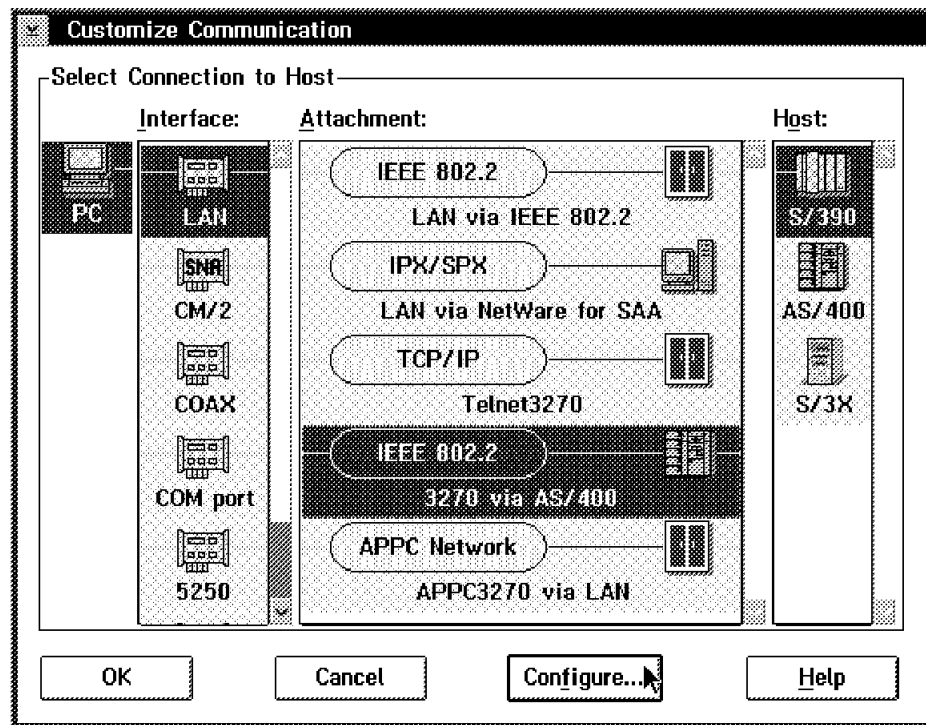 Customize Communication
Select Connection to Host
Interface:
Attachment:
Host:
PC
LAN
SNA
CM/2
COAX
COM port
5250
IEEE 802.2
LAN via IEEE 802.2
IPX/SPX
LAN via NetWare for SAA
TCP/IP
Telnet3270
IEEE 802.2
3270 via AS/400
APPC Network
APPC3270 via LAN
S/390
AS/400
S/3X
OK
Cancel
Configure...
Help